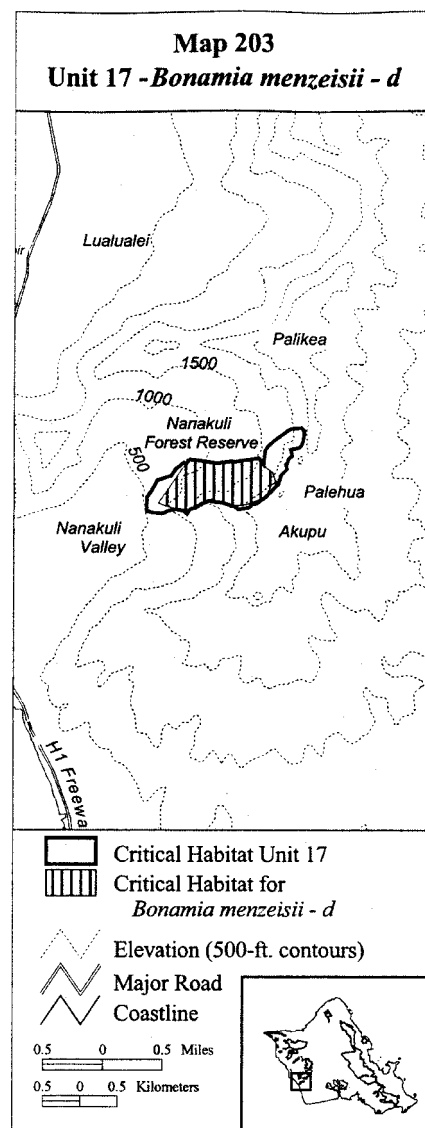 Map 203
Unit 17 - Bonamia menzeisii - d
Lualualei
ir
Palikea
1500
1000
Nanakuli
Forest Reserve
500
Palehua
Nanakuli
Valley
Akupu
H1 Freewa
Critical Habitat Unit 17
Critical Habitat for
Bonamia menzeisii - d
Elevation (500-ft. contours)
Major Road
Coastline
0.5 0 0.5 Miles
0.5 0 0.5 Kilometers